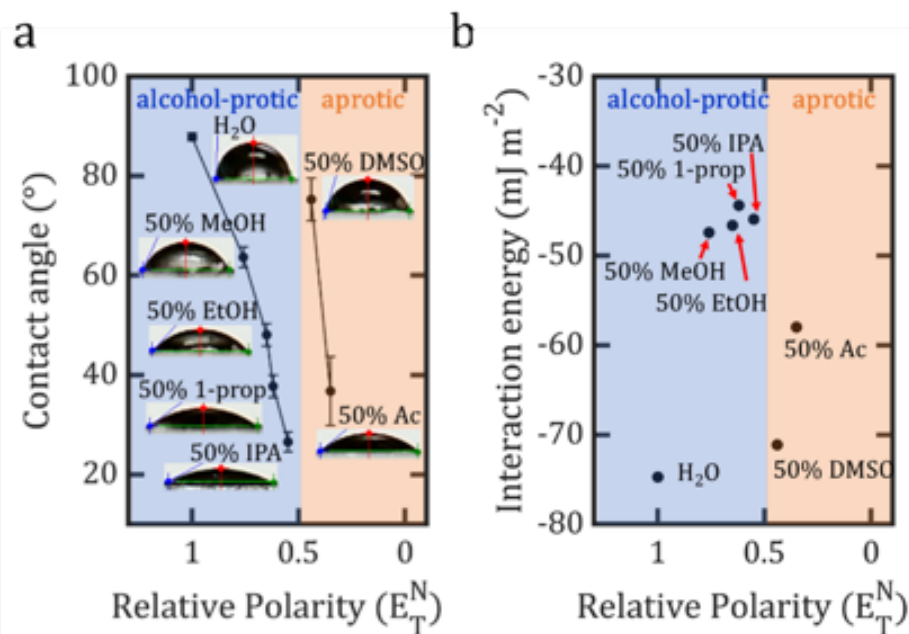 a
100
80
60
40
20
Contact angle (°)
alcohol-protic
aprotic
H₂O
50% DMSO
50% MeOH
50% EtOH
50% 1-prop
50% Ac
50% IPA
1
0.5
0
Relative Polarity (E_T^N)
b
-30
-40
-50
-60
-70
-80
Interaction energy (mJ m⁻²)
alcohol-protic
aprotic
50% IPA
50% 1-prop
50% MeOH
50% EtOH
50% Ac
50% DMSO
H₂O
1
0.5
0
Relative Polarity (E_T^N)